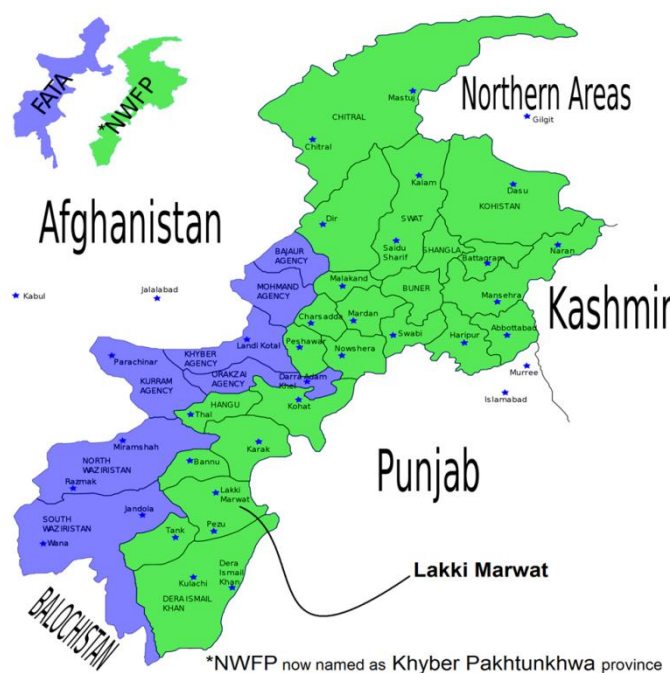 FATA
*NWFP
Northern Areas
Gilgit
Mastuj
CHITRAL
Chitral
Kalam
Dasu
KOHISTAN
Afghanistan
Dir
SWAT
Saidu
Sharif
SHANGLA
Naran
Battagram
BAJAUR
AGENCY
MOHMAND
AGENCY
Malakand
BUNER
Mansehra
Kashmir
Kabul
Jalalabad
Charsadda
Mardan
Swabi
Haripur
Abbottabad
Landi Kotal
Peshawar
Nowshera
Parachinar
KHYBER
AGENCY
ORAKZAI
AGENCY
Darra Adam
Khel
Murree
Islamabad
KURRAM
AGENCY
HANGU
Thal
Kohat
Miramshah
Karak
Punjab
NORTH
WAZIRISTAN
Bannu
Razmak
Lakki
Marwat
SOUTH
WAZIRISTAN
Jandola
Pezu
Tank
Wana
Dera
Ismail
Khan
Kulachi
DERA ISMAIL
KHAN
Lakki Marwat
BALOCHISTAN
*NWFP now named as Khyber Pakhtunkhwa province